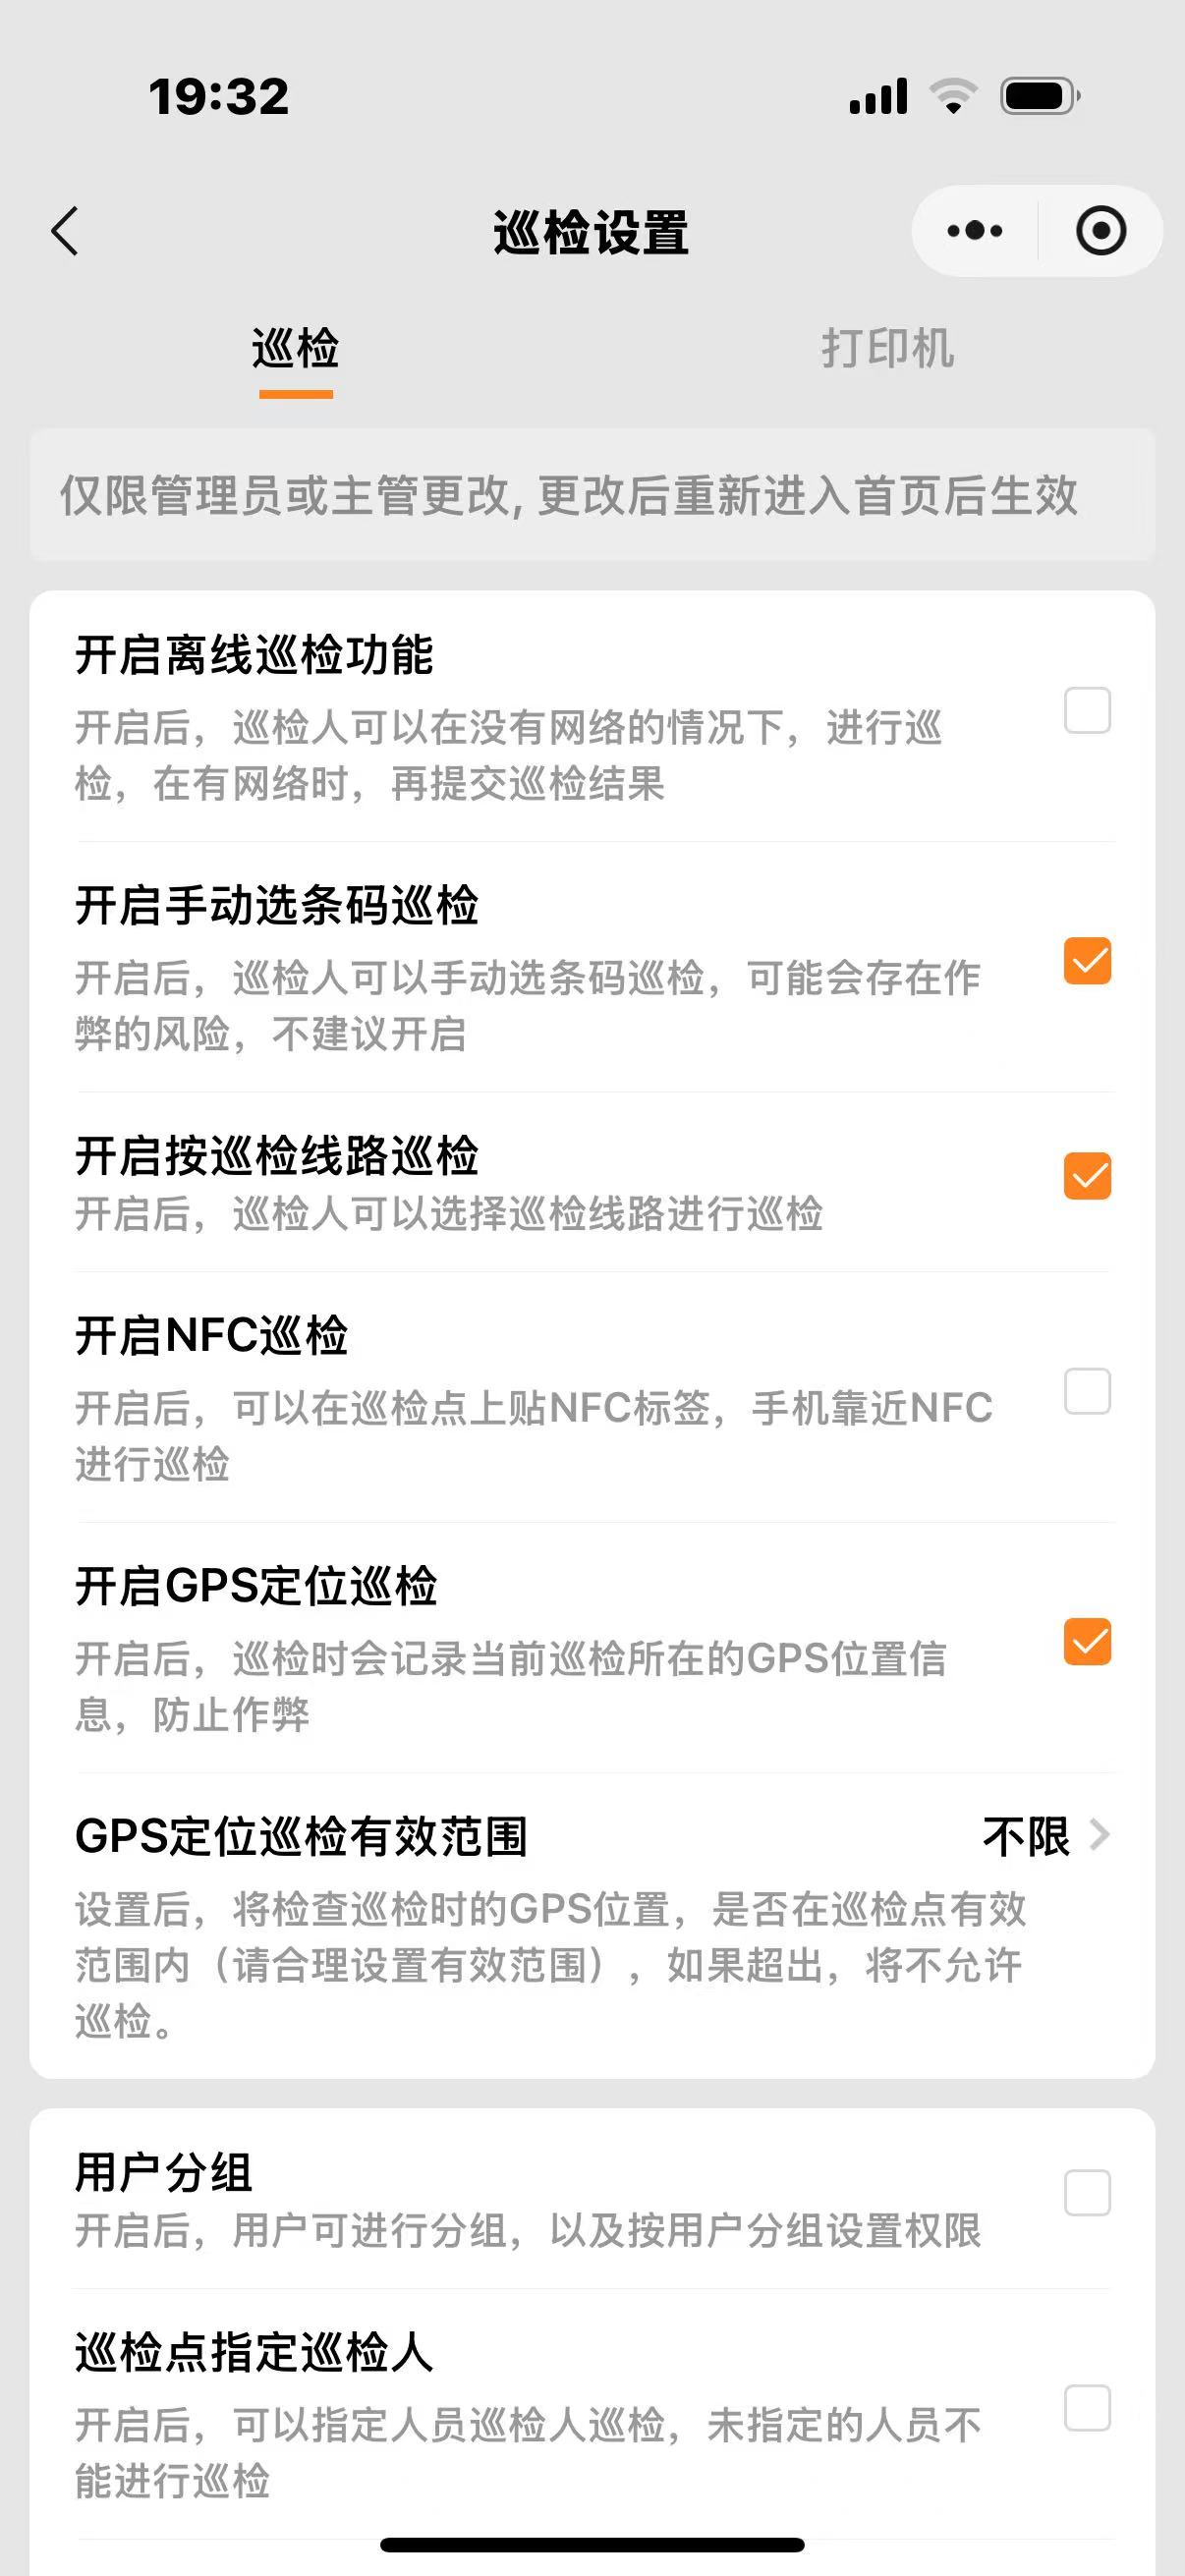 19:32
巡检设置
巡检
打印机
仅限管理员或主管更改, 更改后重新进入首页后生效
开启离线巡检功能
开启后，巡检人可以在没有网络的情况下，进行巡
检，在有网络时，再提交巡检结果
开启手动选条码巡检
开启后，巡检人可以手动选条码巡检，可能会存在作
弊的风险，不建议开启
开启按巡检线路巡检
开启后，巡检人可以选择巡检线路进行巡检
开启NFC巡检
开启后，可以在巡检点上贴NFC标签，手机靠近NFC
进行巡检
开启GPS定位巡检
开启后，巡检时会记录当前巡检所在的GPS位置信
息，防止作弊
GPS定位巡检有效范围
不限
设置后，将检查巡检时的GPS位置，是否在巡检点有效
范围内（请合理设置有效范围），如果超出，将不允许
巡检。
用户分组
开启后，用户可进行分组，以及按用户分组设置权限
巡检点指定巡检人
开启后，可以指定人员巡检人巡检，未指定的人员不
能进行巡检